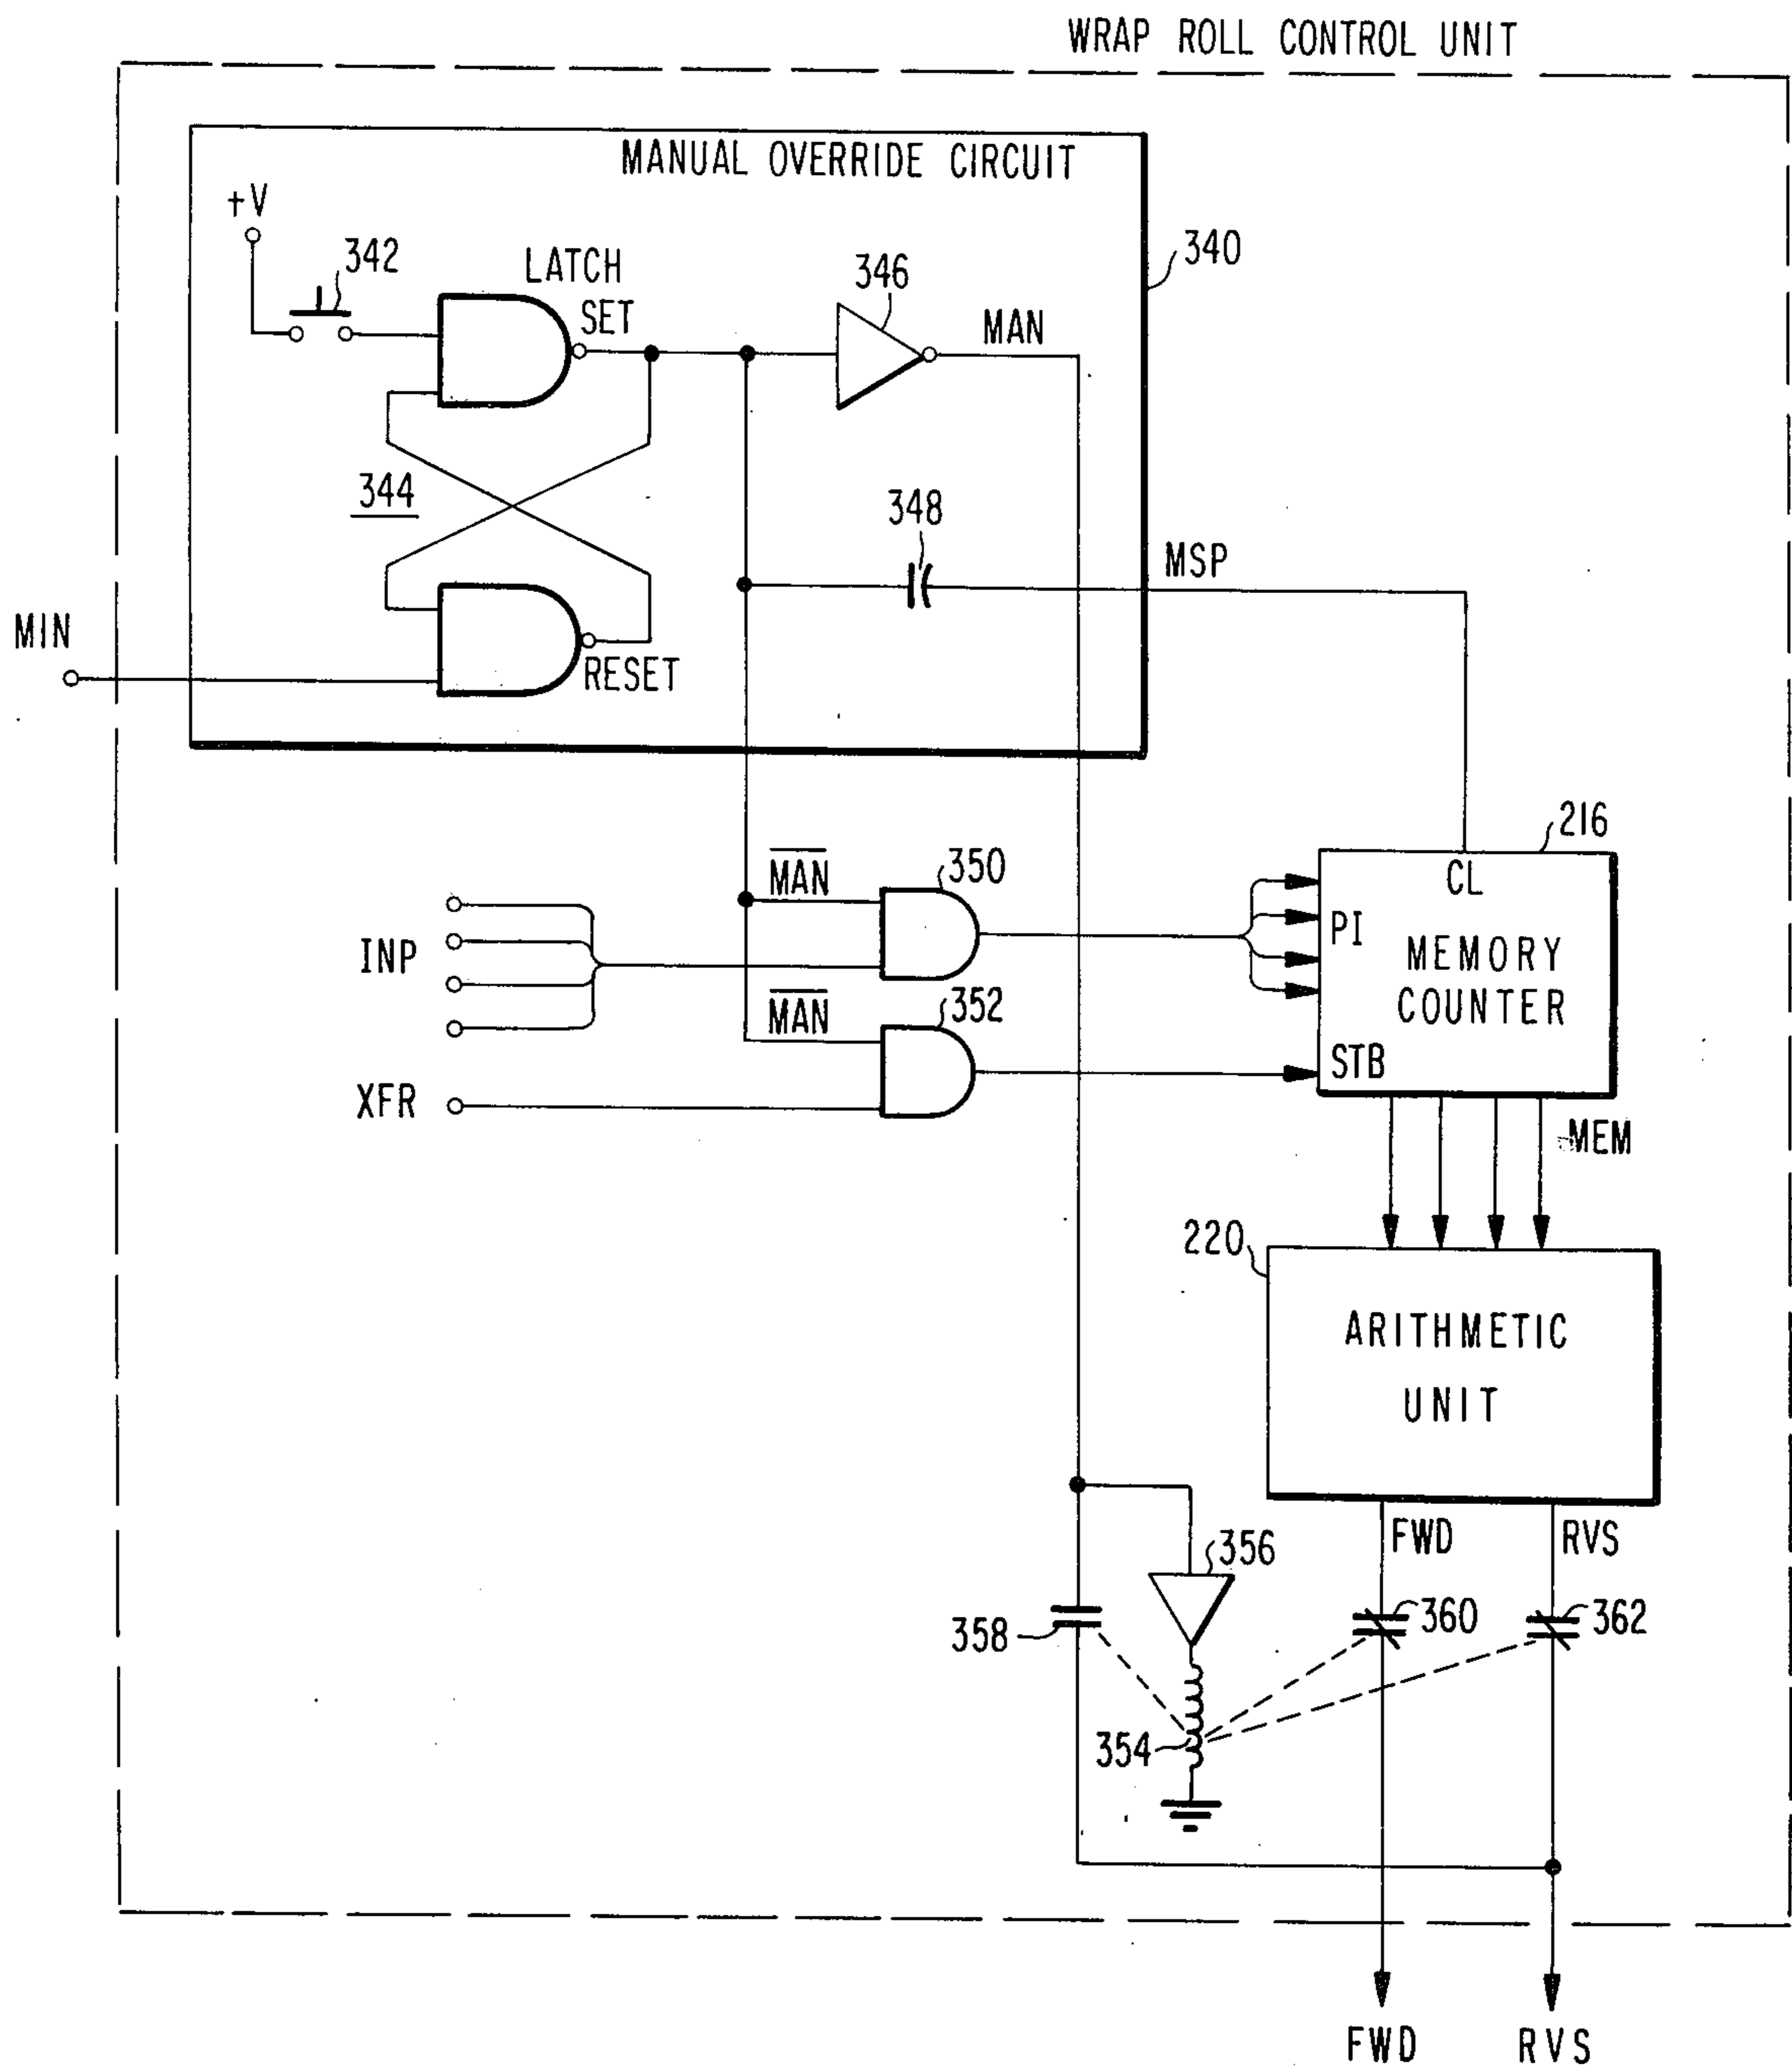 WRAP ROLL CONTROL UNIT
MANUAL OVERRIDE CIRCUIT
+V
342
LATCH
SET
346
MAN
340
344
348
MSP
MIN
RESET
216
M̅A̅N̅
350
CL
INP
PI
MEMORY
COUNTER
M̅A̅N̅
352
STB
XFR
MEM
220
ARITHMETIC
UNIT
FWD
RVS
356
358
360
362
354
FWD
RVS